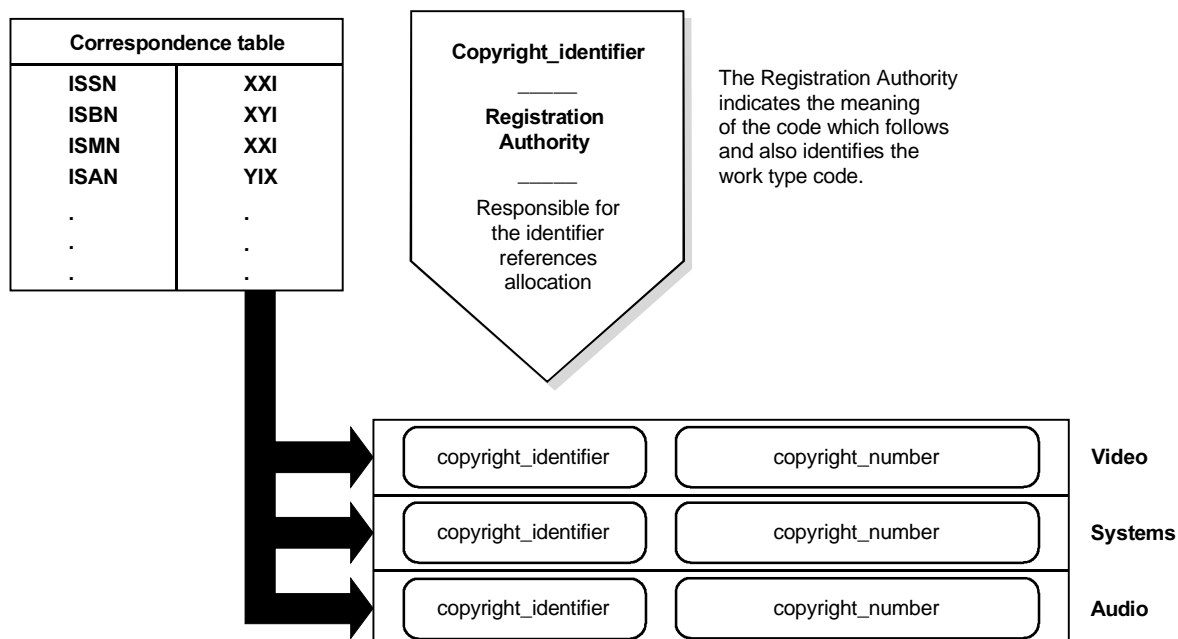 Correspondence table
ISSN XXI
ISBN XYI
ISMN XXI
ISAN YIX
. .
. .
. .
Copyright_identifier
_____
Registration
Authority
_____
Responsible for
the identifier
references
allocation
The Registration Authority
indicates the meaning
of the code which follows
and also identifies the
work type code.
copyright_identifier copyright_number Video
copyright_identifier copyright_number Systems
copyright_identifier copyright_number Audio